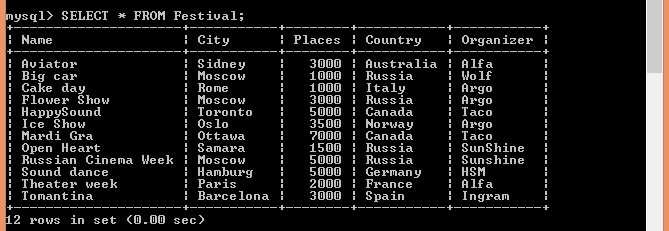 mysql> SELECT * FROM Festival;
+---------------------+-----------+--------+-----------+-----------+
| Name                | City      | Places | Country   | Organizer |
+---------------------+-----------+--------+-----------+-----------+
| Aviator             | Sidney    |   3000 | Australia | Alfa      |
| Big car             | Moscow    |   1000 | Russia    | Wolf      |
| Cake day            | Rome      |   1000 | Italy     | Argo      |
| Flower Show         | Moscow    |   3000 | Russia    | Argo      |
| HappySound          | Toronto   |   5000 | Canada    | Taco      |
| Ice Show            | Oslo      |   3500 | Norway    | Argo      |
| Mardi Gra           | Ottawa    |   7000 | Canada    | Taco      |
| Open Heart          | Samara    |   1500 | Russia    | SunShine  |
| Russian Cinema Week | Moscow    |   5000 | Russia    | Sunshine  |
| Sound dance         | Hamburg   |   5000 | Germany   | HSM       |
| Theater week        | Paris     |   2000 | France    | Alfa      |
| Tomantina           | Barcelona |   3000 | Spain     | Ingram    |
+---------------------+-----------+--------+-----------+-----------+
12 rows in set (0.00 sec)